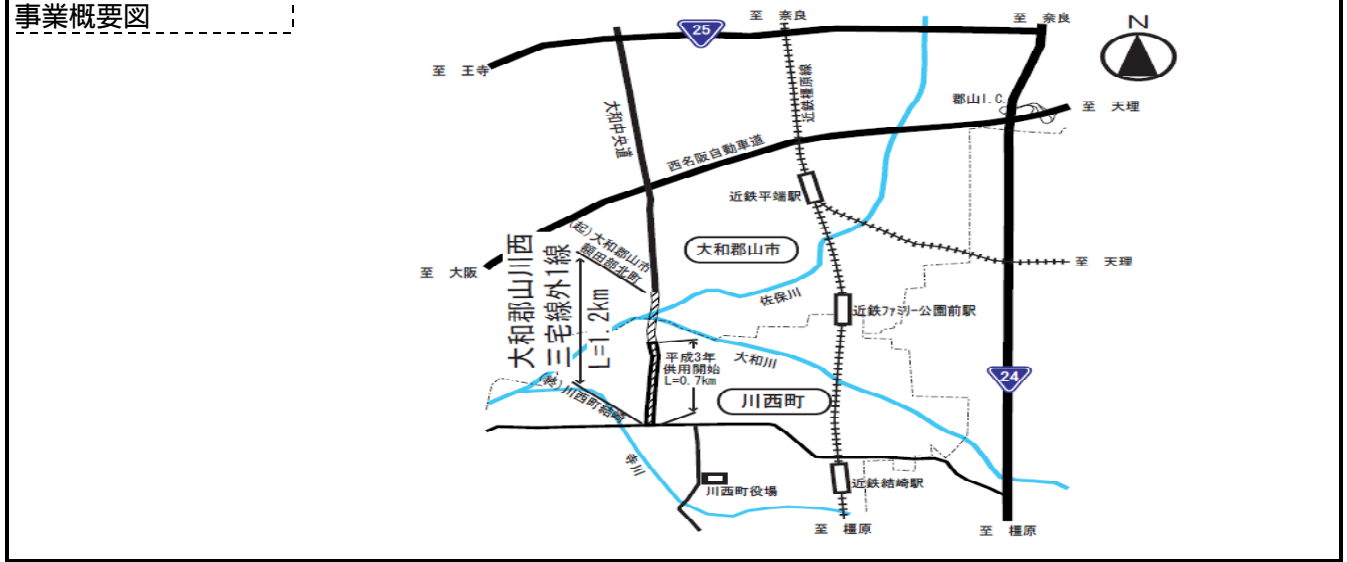 事業概要図
至 奈良
至 奈良
25
N
至 王寺
近鉄橿原線
郡山I.C.
至 天理
大和中央道
西名阪自動車道
近鉄平端駅
(起)大和郡山市
額田部北町
大和郡山市
至 大阪
至 天理
大和郡山川西
三宅線外1線
L=1.2km
佐保川
近鉄ファミリー公園前駅
平成3年
供用開始
L=0.7km
大和川
24
(終)川西町結崎
川西町
寺川
川西町役場
近鉄結崎駅
至 橿原
至 橿原